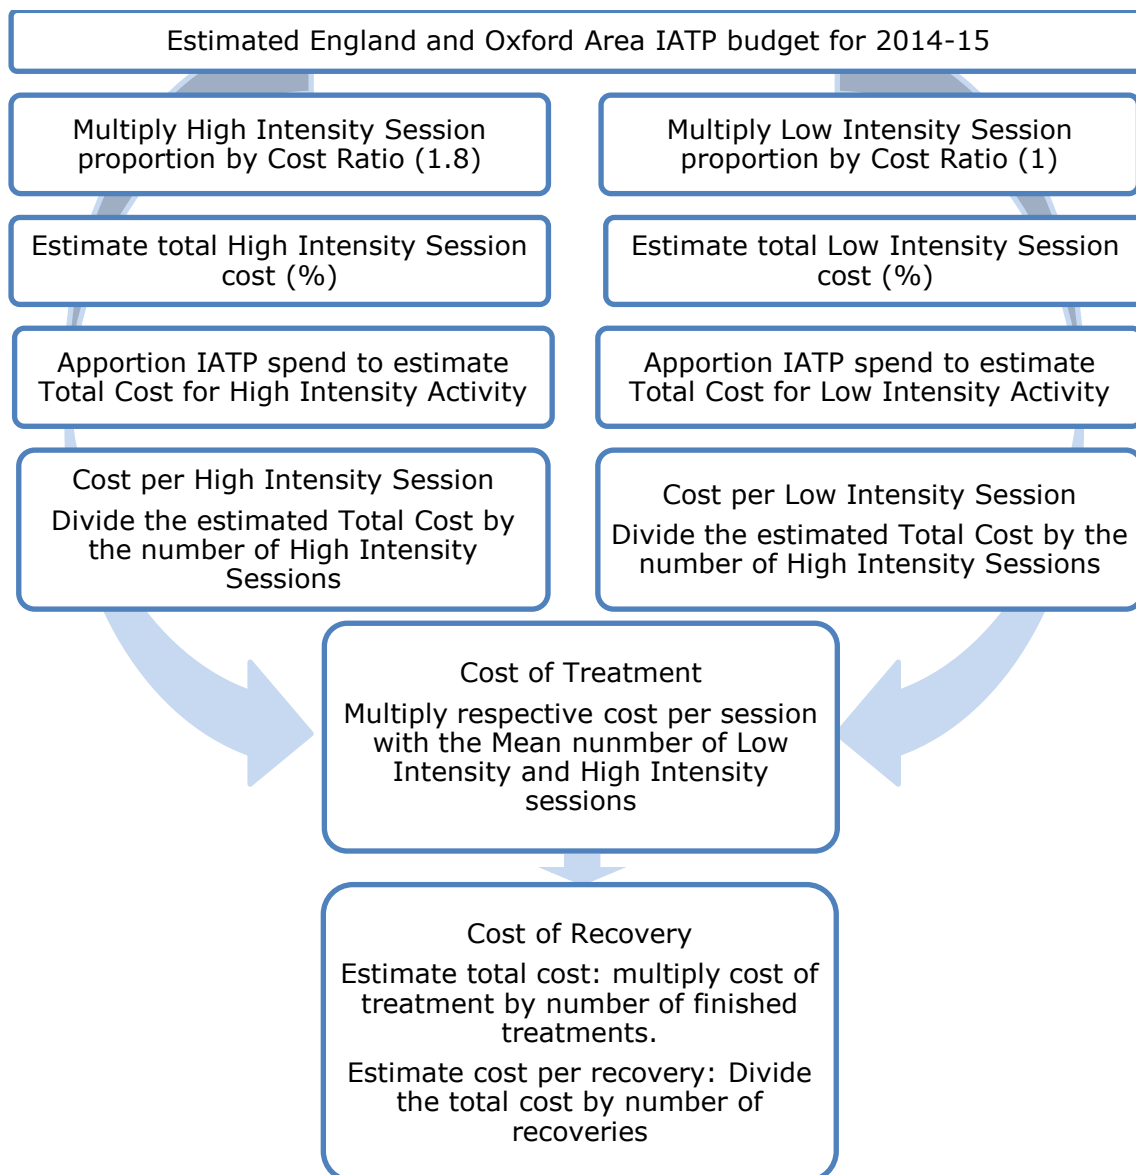 Estimated England and Oxford Area IATP budget for 2014-15
Multiply High Intensity Session
proportion by Cost Ratio (1.8)
Estimate total High Intensity Session
cost (%)
Apportion IATP spend to estimate
Total Cost for High Intensity Activity
Cost per High Intensity Session
Divide the estimated Total Cost by
the number of High Intensity
Sessions
Multiply Low Intensity Session
proportion by Cost Ratio (1)
Estimate total Low Intensity Session
cost (%)
Apportion IATP spend to estimate
Total Cost for Low Intensity Activity
Cost per Low Intensity Session
Divide the estimated Total Cost by the
number of High Intensity Sessions
Cost of Treatment
Multiply respective cost per session
with the Mean nunmber of Low
Intensity and High Intensity
sessions
Cost of Recovery
Estimate total cost: multiply cost of
treatment by number of finished
treatments.
Estimate cost per recovery: Divide
the total cost by number of
recoveries